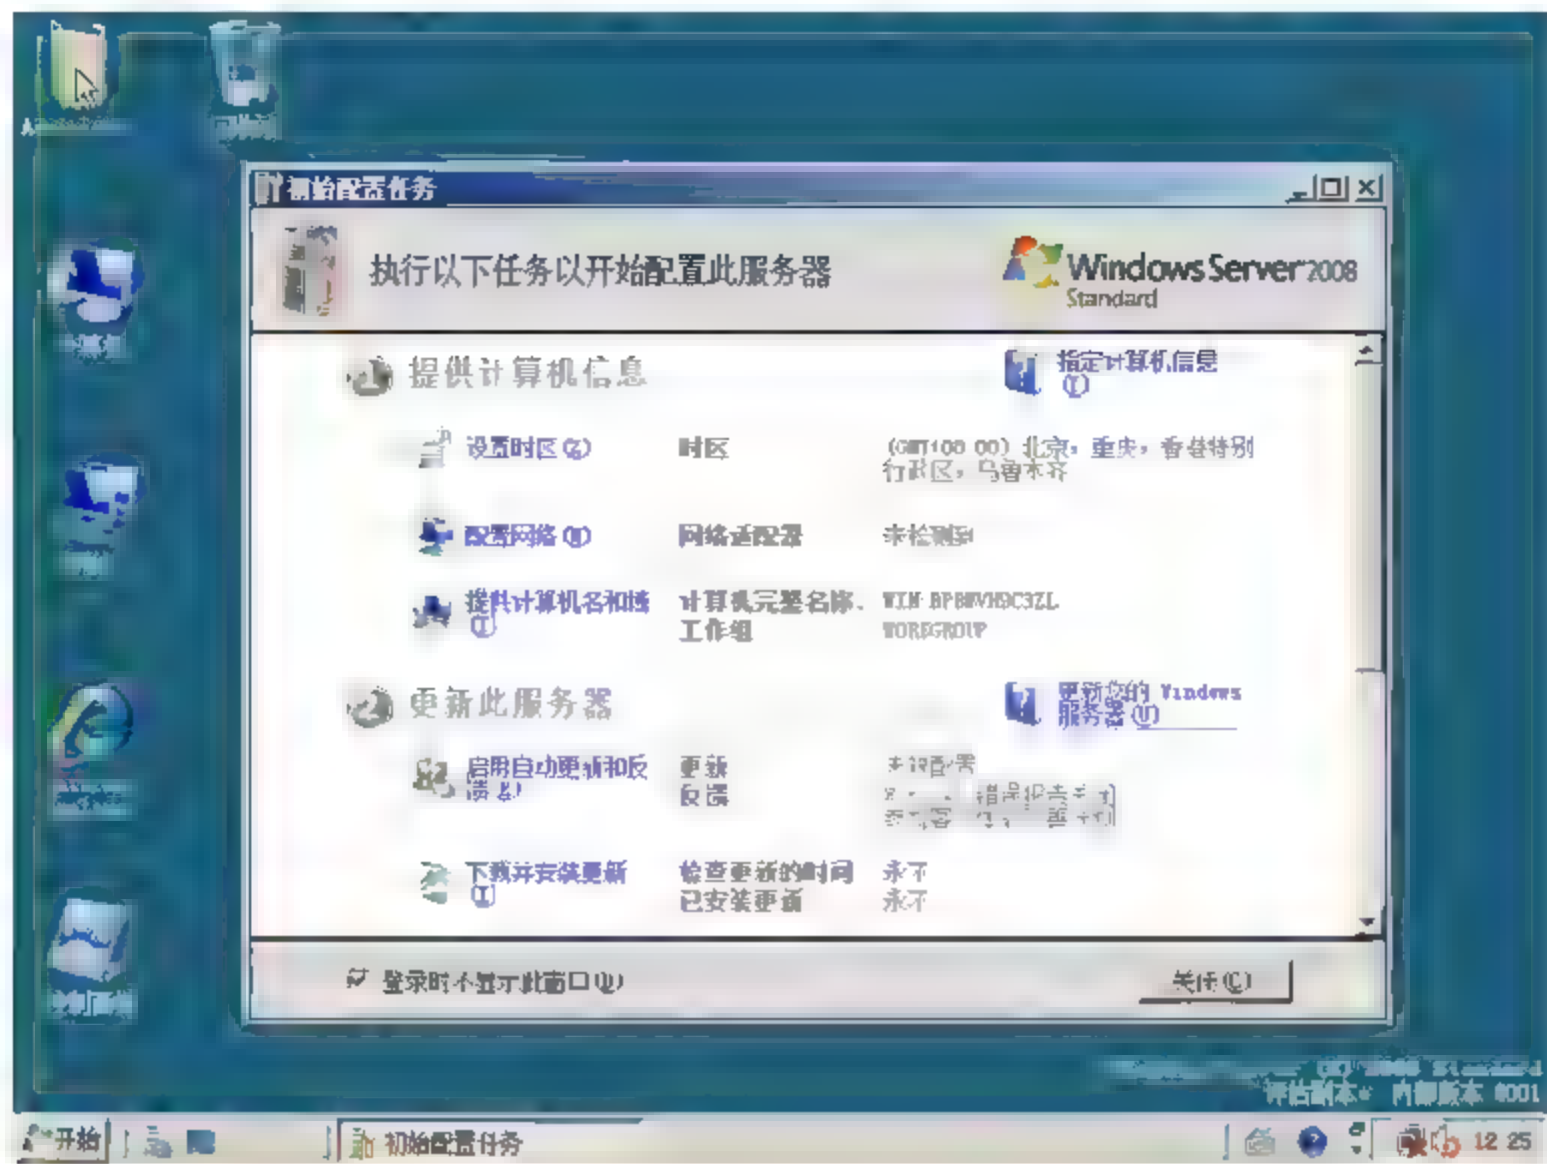 初始配置任务
执行以下任务以开始配置此服务器
Windows Server 2008
Standard
提供计算机信息
指定计算机信息
设置时区(Z)
时区
北京，重庆，香港特别
行政区，乌鲁木齐
配置网络
网络适配器
未检测到
提供计算机名和域
计算机完整名称
工作组
更新此服务器
更新您的 Windows
服务器(U)
启用自动更新和反
馈
更新
反馈
下载并安装更新
(I)
检查更新的时间
永不
已安装更新
永不
登录时不显示此窗口
关闭(C)
评估副本。 内部版本 6001
开始
初始配置任务
12 25